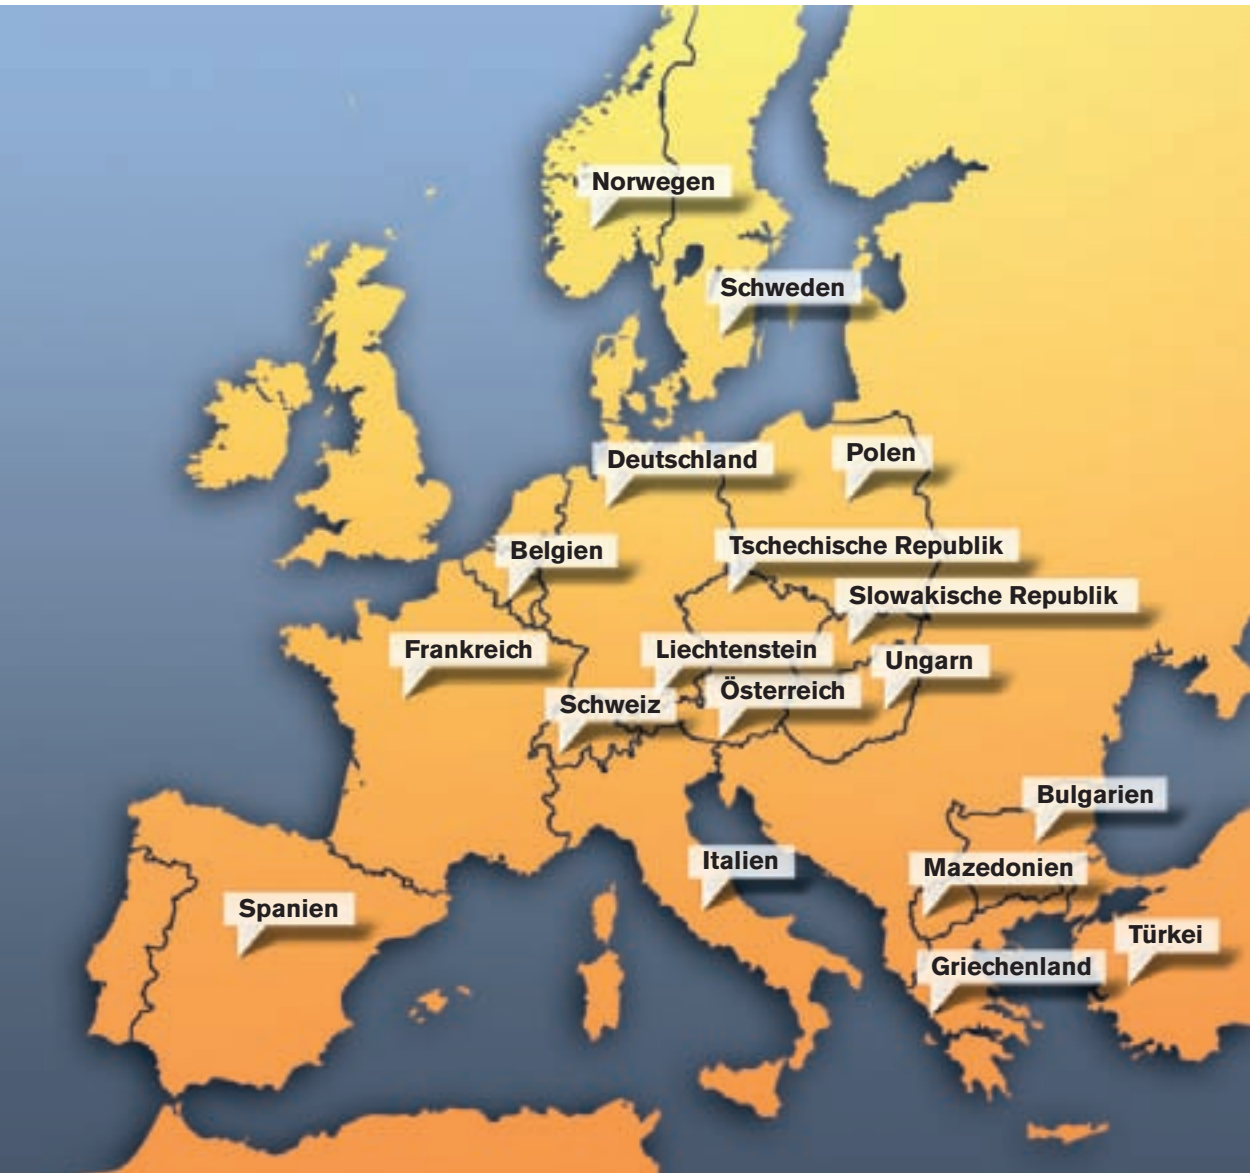 Norwegen
Schweden
Deutschland
Polen
Belgien
Tschechische Republik
Slowakische Republik
Frankreich
Liechtenstein
Ungarn
Österreich
Schweiz
Bulgarien
Italien
Mazedonien
Spanien
Türkei
Griechenland